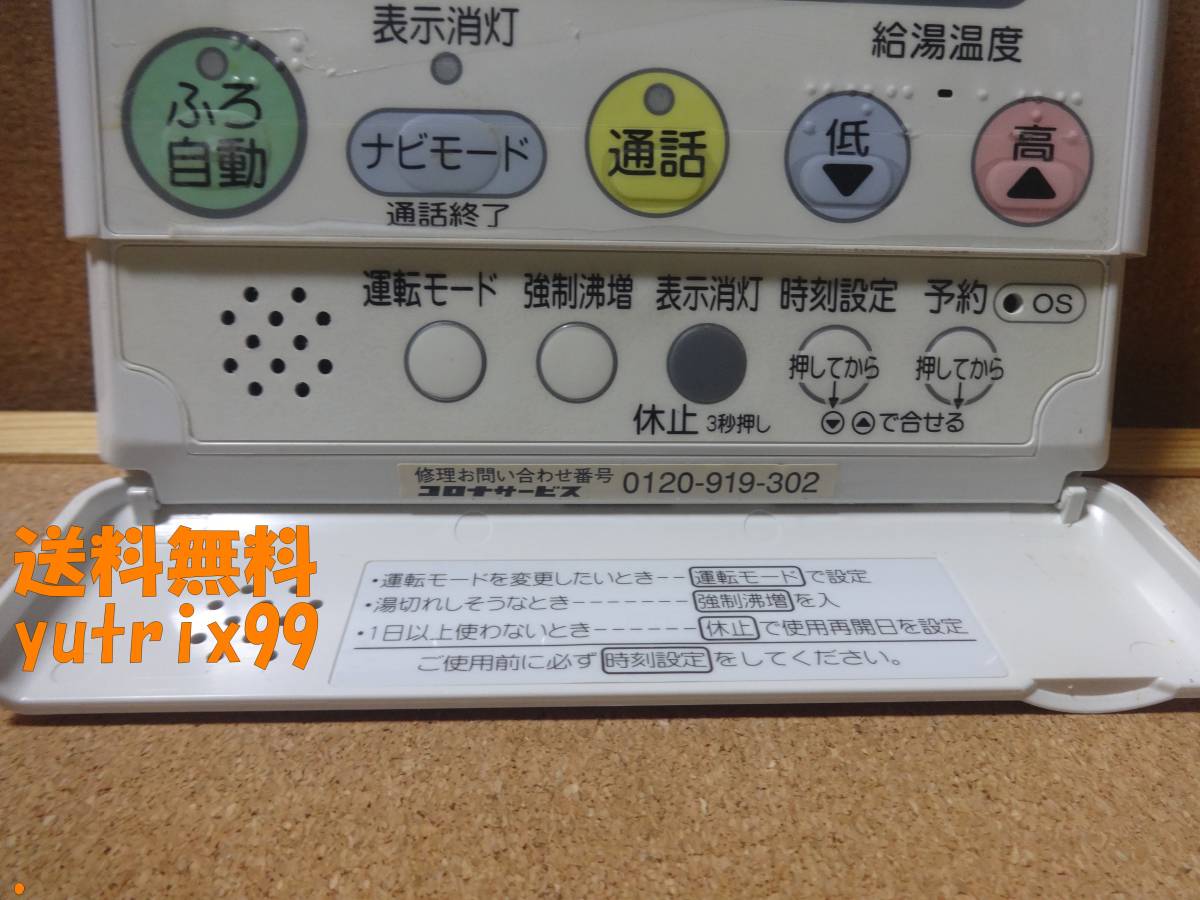 表示消灯
給湯温度
ふろ
自動
ナビモード
通話
低
高
通話終了
運転モード 強制沸増 表示消灯 時刻設定 予約 OS
押してから 押してから
休止 3秒押し
で合せる
修理お問い合わせ番号
コロナサービス 0120-919-302
送料無料
yutrix99
・運転モードを変更したいとき--運転モードで設定
・湯切れしそうなとき-------強制沸増を入
・1日以上使わないとき------休止で使用再開日を設定
ご使用前に必ず時刻設定をしてください。